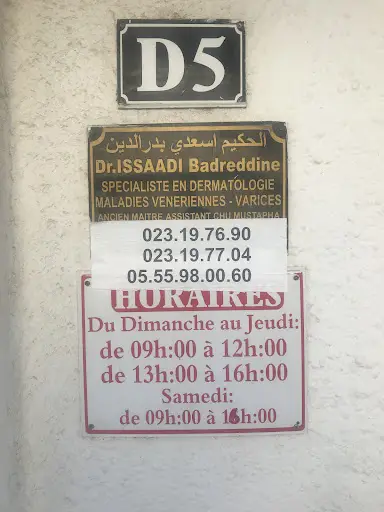 D5
الحكيم اسعدي بدرالدين
Dr.ISSAADI Badreddine
SPECIALISTE EN DERMATOLOGIE
MALADIES VENERIENNES - VARICES
ANCIEN MAITRE ASSISTANT CHU MUSTAPHA
023.19.76.90
023.19.77.04
05.55.98.00.60
HORAIRES
Du Dimanche au Jeudi:
de 09h:00 à 12h:00
de 13h:00 à 16h:00
Samedi:
de 09h:00 à 16h:00